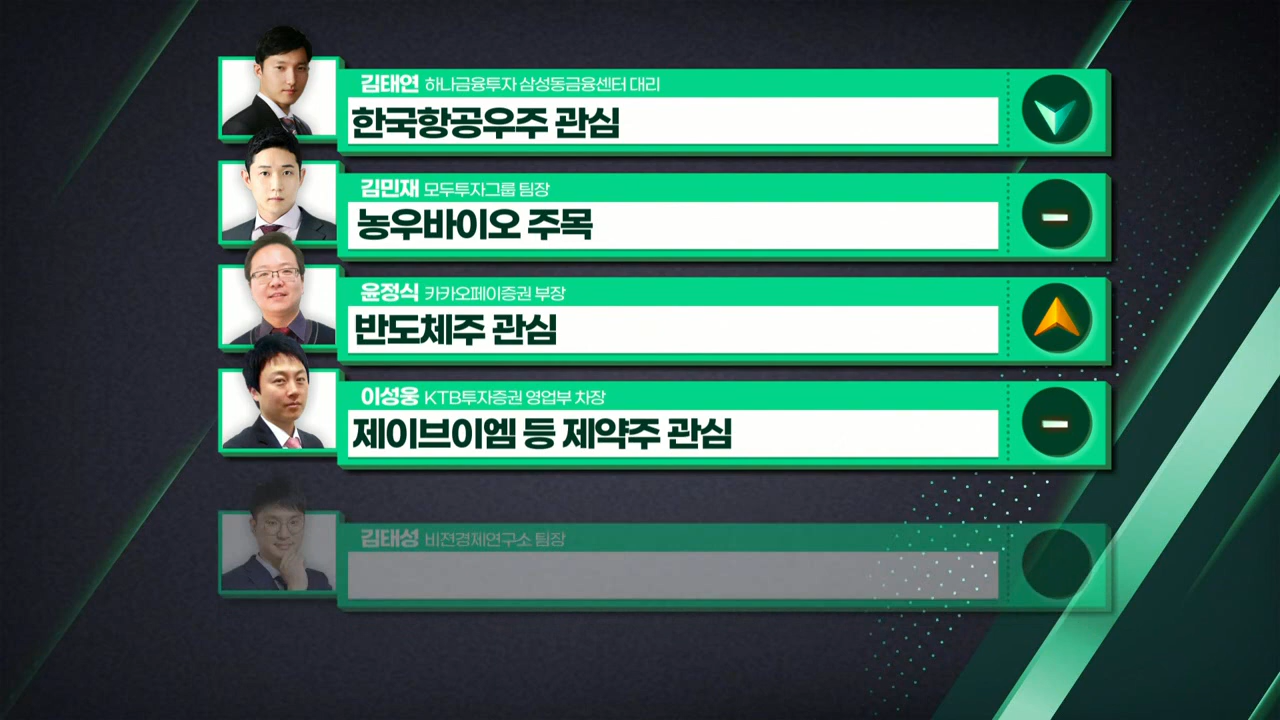 김태연 하나금융투자 삼성동금융센터 대리
한국항공우주 관심
김민재 모두투자그룹 팀장
농우바이오 주목
윤정식 카카오페이증권 부장
반도체주 관심
이성웅 KTB투자증권 영업부 차장
제이브이엠 등 제약주 관심
김태성 비젼경제연구소 팀장